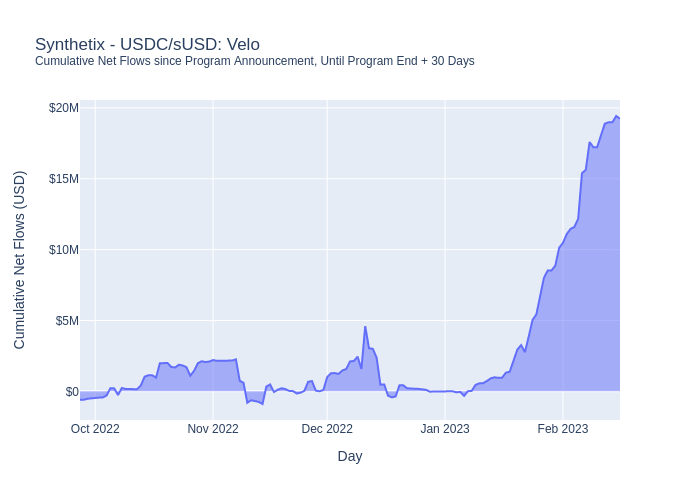 Synthetix - USDC/sUSD: Velo
Cumulative Net Flows since Program Announcement, Until Program End + 30 Days
Cumulative Net Flows (USD)
$20M
$15M
$10M
$5M
$0
Oct 2022 Nov 2022 Dec 2022 Jan 2023 Feb 2023
Day